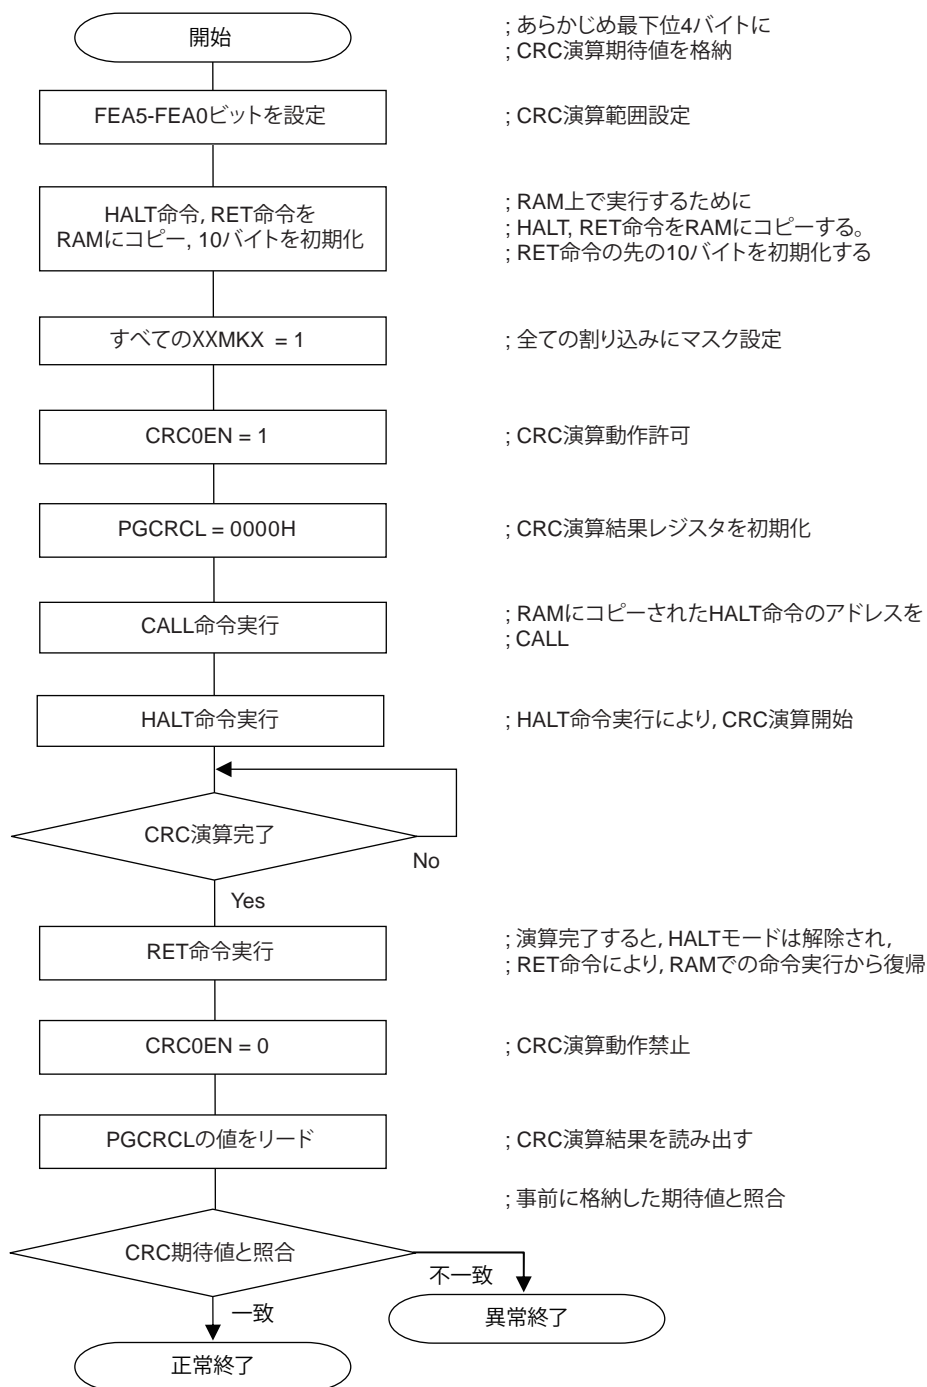 開始
; あらかじめ最下位4バイトに
; CRC演算期待値を格納
FEA5-FEA0ビットを設定
; CRC演算範囲設定
HALT命令, RET命令を
RAMにコピー, 10バイトを初期化
; RAM上で実行するために
; HALT, RET命令をRAMにコピーする。
; RET命令の先の10バイトを初期化する
すべてのXXMKX = 1
; 全ての割り込みにマスク設定
CRC0EN = 1
; CRC演算動作許可
PGCRCL = 0000H
; CRC演算結果レジスタを初期化
CALL命令実行
; RAMにコピーされたHALT命令のアドレスを
; CALL
HALT命令実行
; HALT命令実行により, CRC演算開始
CRC演算完了
No
Yes
RET命令実行
; 演算完了すると, HALTモードは解除され,
; RET命令により, RAMでの命令実行から復帰
CRC0EN = 0
; CRC演算動作禁止
PGCRCLの値をリード
; CRC演算結果を読み出す
; 事前に格納した期待値と照合
CRC期待値と照合
不一致
一致
異常終了
正常終了